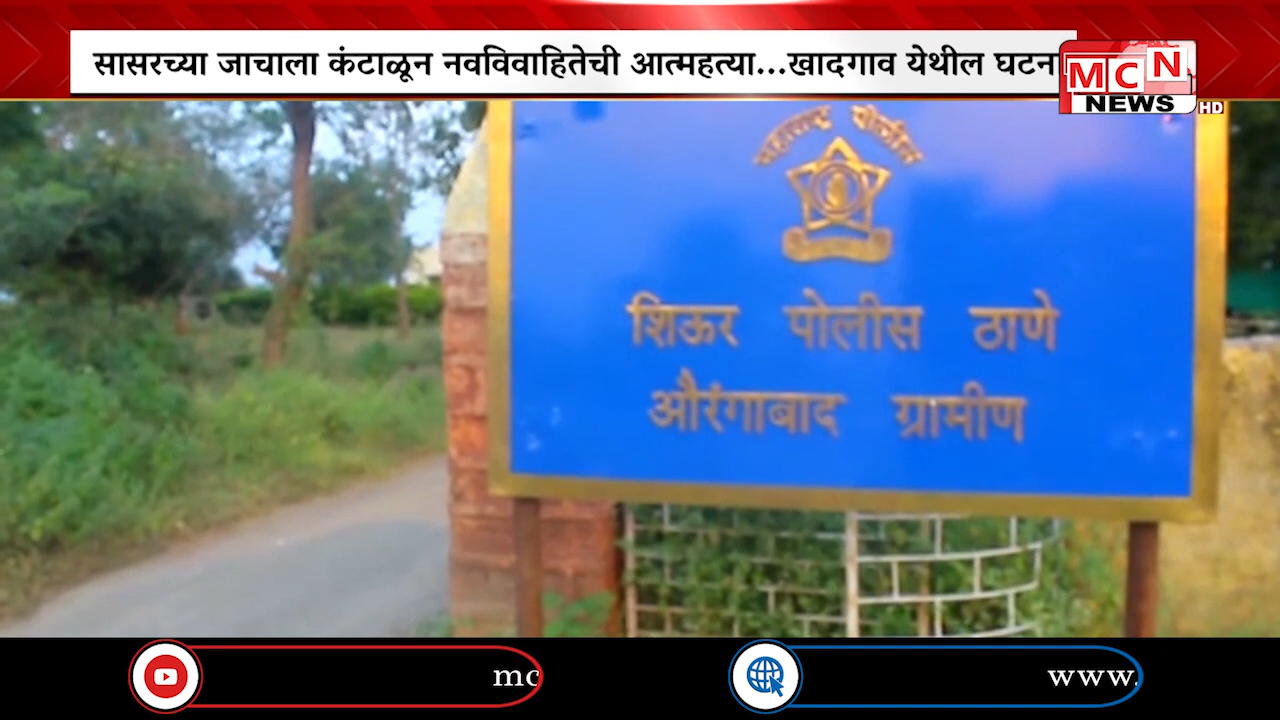 सासरच्या जाचाला कंटाळून नवविवाहितेची आत्महत्या...खादगाव येथील घटन
MCN
NEWS
HD
महाराष्ट्र पोलीस
शिऊर पोलीस ठाणे
औरंगाबाद ग्रामीण
mc
www.